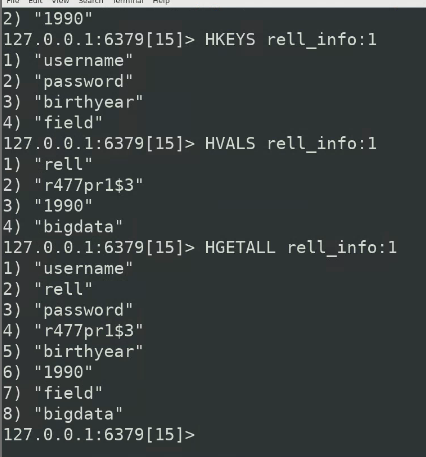 File Edit View Search Terminal Help
2) "1990"
127.0.0.1:6379[15]> HKEYS rell_info:1
1) "username"
2) "password"
3) "birthyear"
4) "field"
127.0.0.1:6379[15]> HVALS rell_info:1
1) "rell"
2) "r477pr1$3"
3) "1990"
4) "bigdata"
127.0.0.1:6379[15]> HGETALL rell_info:1
1) "username"
2) "rell"
3) "password"
4) "r477pr1$3"
5) "birthyear"
6) "1990"
7) "field"
8) "bigdata"
127.0.0.1:6379[15]>